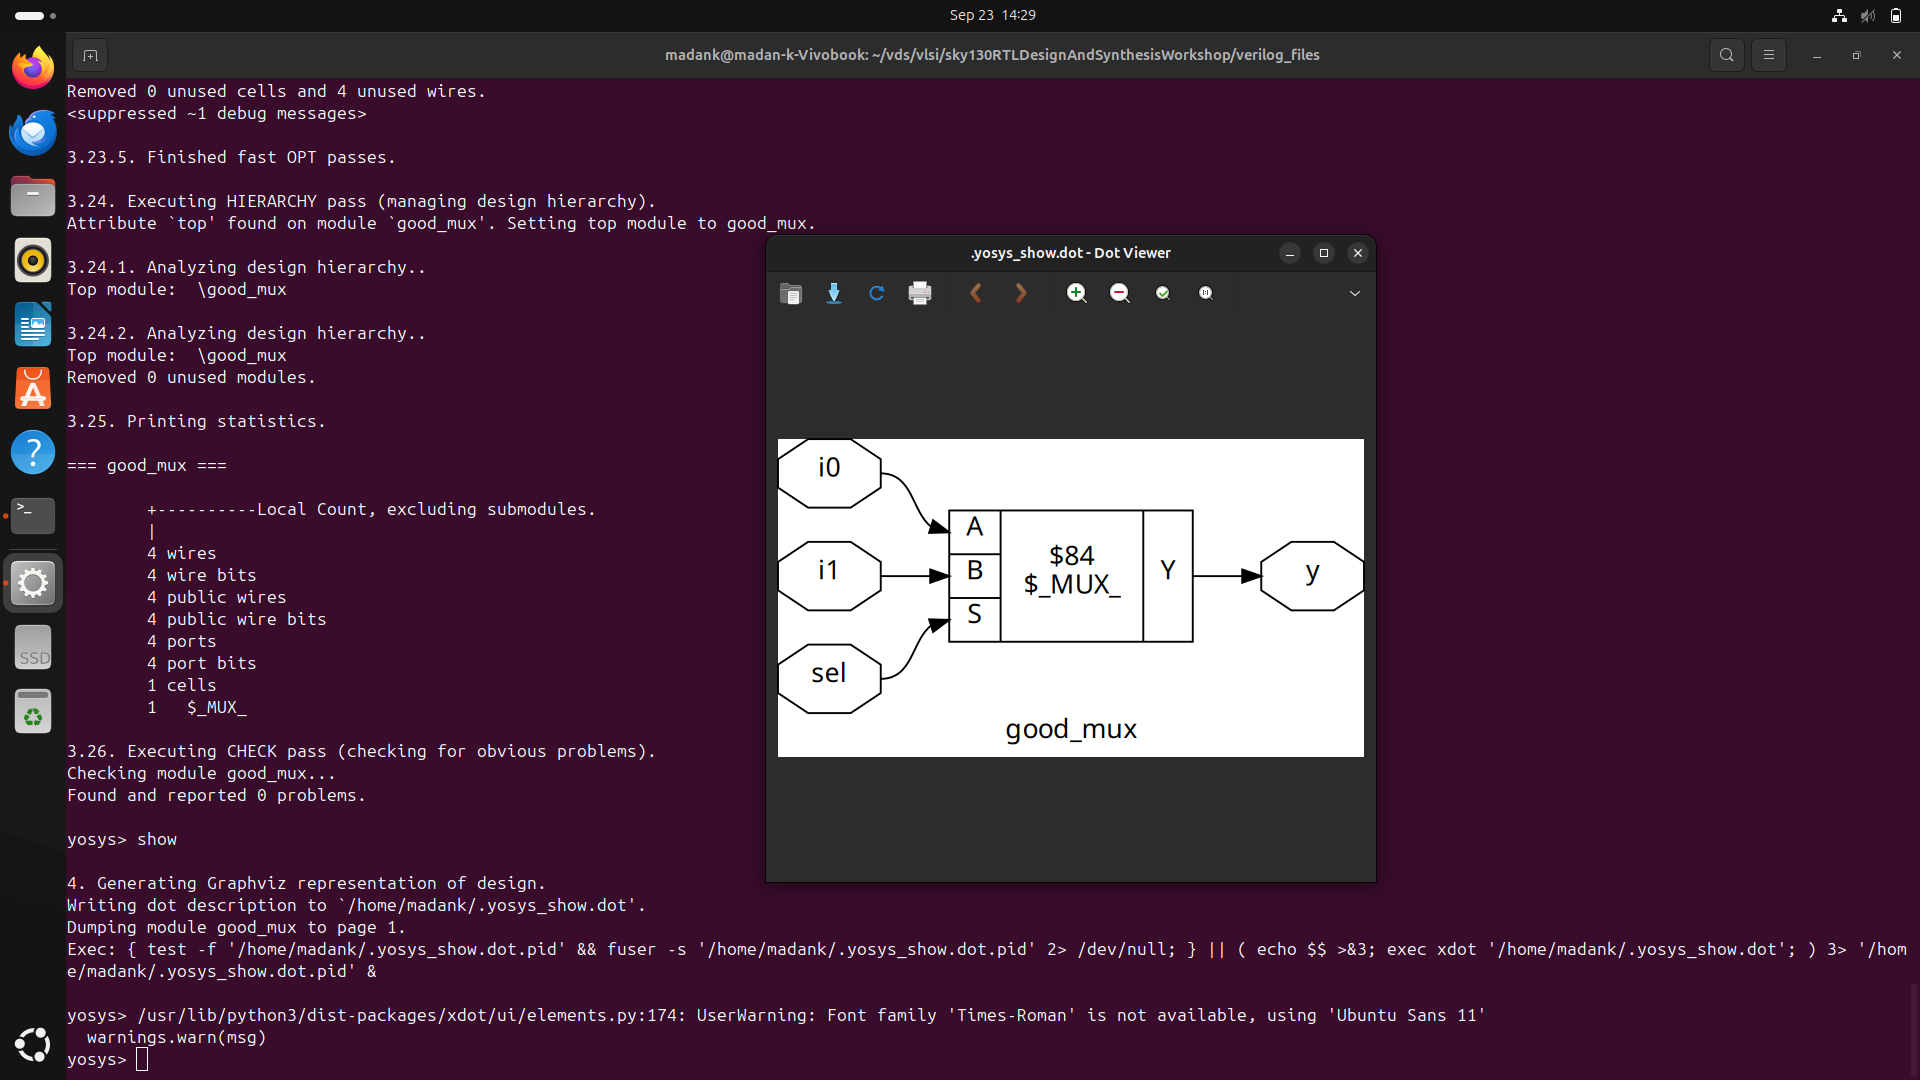 Sep 23 14:29
madank@madan-k-Vivobook: ~/vds/vlsi/sky130RTLDesignAndSynthesisWorkshop/verilog_files
Removed 0 unused cells and 4 unused wires.
<suppressed ~1 debug messages>
3.23.5. Finished fast OPT passes.
3.24. Executing HIERARCHY pass (managing design hierarchy).
Attribute `top' found on module `good_mux'. Setting top module to good_mux.
3.24.1. Analyzing design hierarchy..
Top module:  \good_mux
3.24.2. Analyzing design hierarchy..
Top module:  \good_mux
Removed 0 unused modules.
3.25. Printing statistics.
=== good_mux ===
+----------Local Count, excluding submodules.
|
4 wires
4 wire bits
4 public wires
4 public wire bits
4 ports
4 port bits
1 cells
1   $_MUX_
3.26. Executing CHECK pass (checking for obvious problems).
Checking module good_mux...
Found and reported 0 problems.
yosys> show
4. Generating Graphviz representation of design.
Writing dot description to `/home/madank/.yosys_show.dot'.
Dumping module good_mux to page 1.
Exec: { test -f '/home/madank/.yosys_show.dot.pid' && fuser -s '/home/madank/.yosys_show.dot.pid' 2> /dev/null; } || ( echo $$ >&3; exec xdot '/home/madank/.yosys_show.dot'; ) 3> '/hom
e/madank/.yosys_show.dot.pid' &
yosys> /usr/lib/python3/dist-packages/xdot/ui/elements.py:174: UserWarning: Font family 'Times-Roman' is not available, using 'Ubuntu Sans 11'
warnings.warn(msg)
yosys>
.yosys_show.dot - Dot Viewer
i0
i1
sel
A
B
S
$84
$_MUX_
Y
y
good_mux
SSD